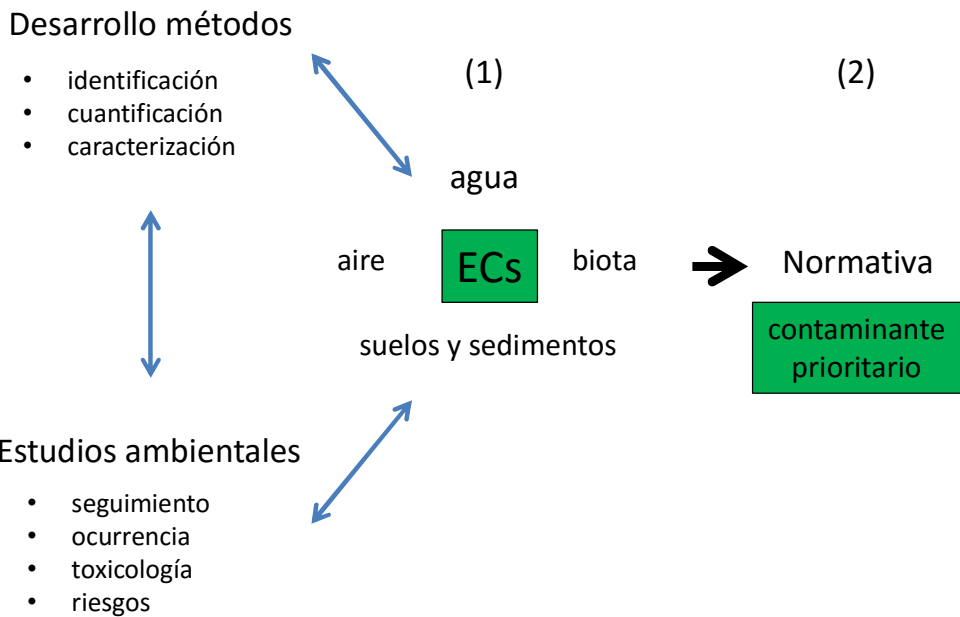 Desarrollo métodos
• identificación
• cuantificación
• caracterización
(1)
(2)
agua
aire
ECs
biota
suelos y sedimentos
Normativa
contaminante
prioritario
Estudios ambientales
• seguimiento
• ocurrencia
• toxicología
• riesgos